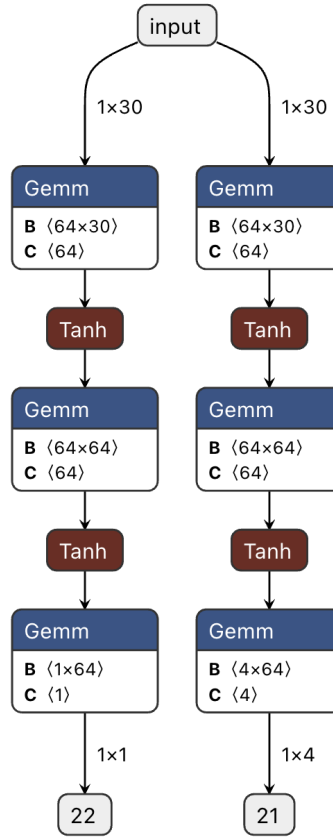 input
1×30
1×30
Gemm
B ⟨64×30⟩
C ⟨64⟩
Gemm
B ⟨64×30⟩
C ⟨64⟩
Tanh
Tanh
Gemm
B ⟨64×64⟩
C ⟨64⟩
Gemm
B ⟨64×64⟩
C ⟨64⟩
Tanh
Tanh
Gemm
B ⟨1×64⟩
C ⟨1⟩
Gemm
B ⟨4×64⟩
C ⟨4⟩
1×1
1×4
22
21